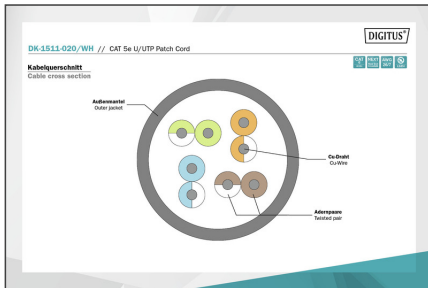 DIGITUS®
DK-1511-020/WH // CAT 5e U/UTP Patch Cord
Kabelquerschnitt
Cable cross section
Außenmantel
Outer jacket
Cu-Draht
Cu-Wire
Adernpaare
Twisted pair